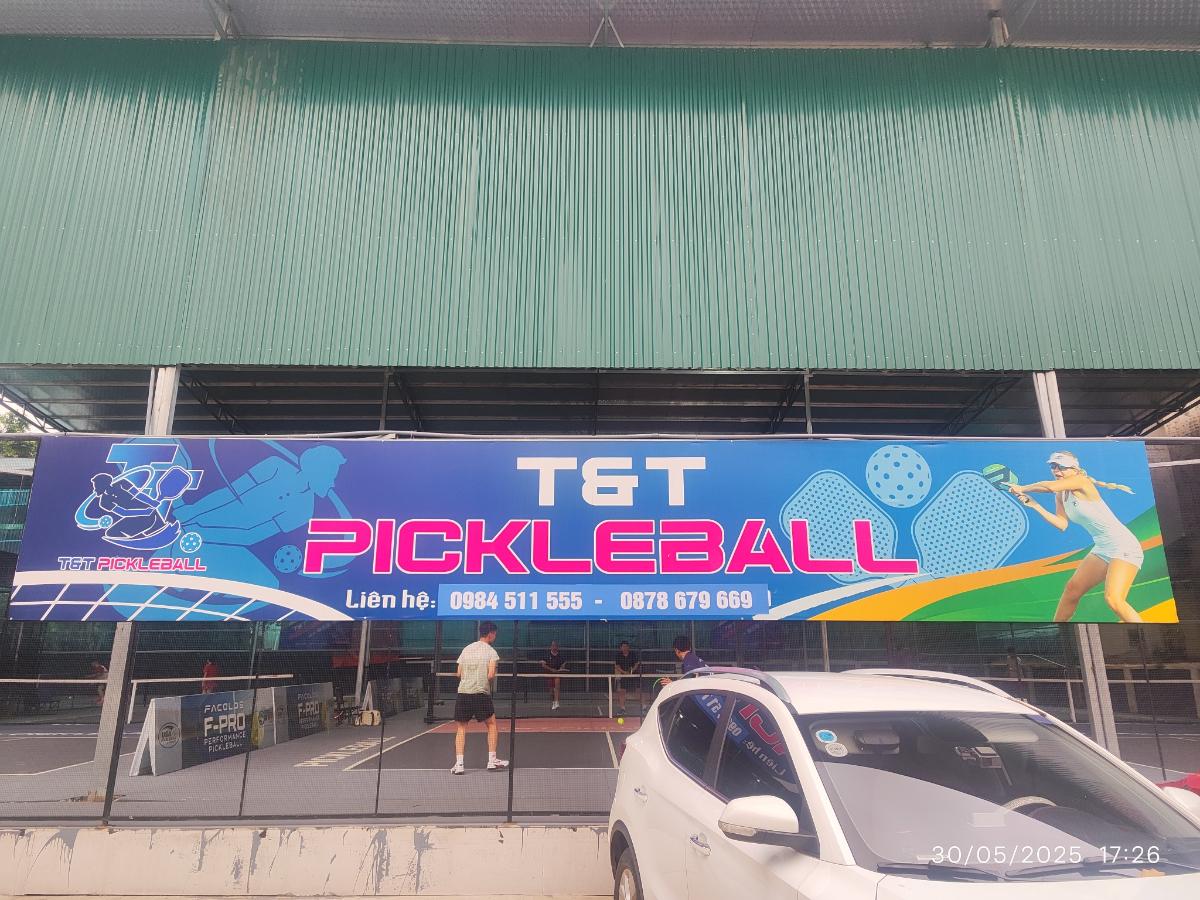 T&T
PICKLEBALL
T&T PICKLEBALL
Liên hệ: 0984 511 555 - 0878 679 669
FACOLOS
F-PRO
PERFORMANCE
PICKLEBALL
F-PRO
30/05/2025 17:26